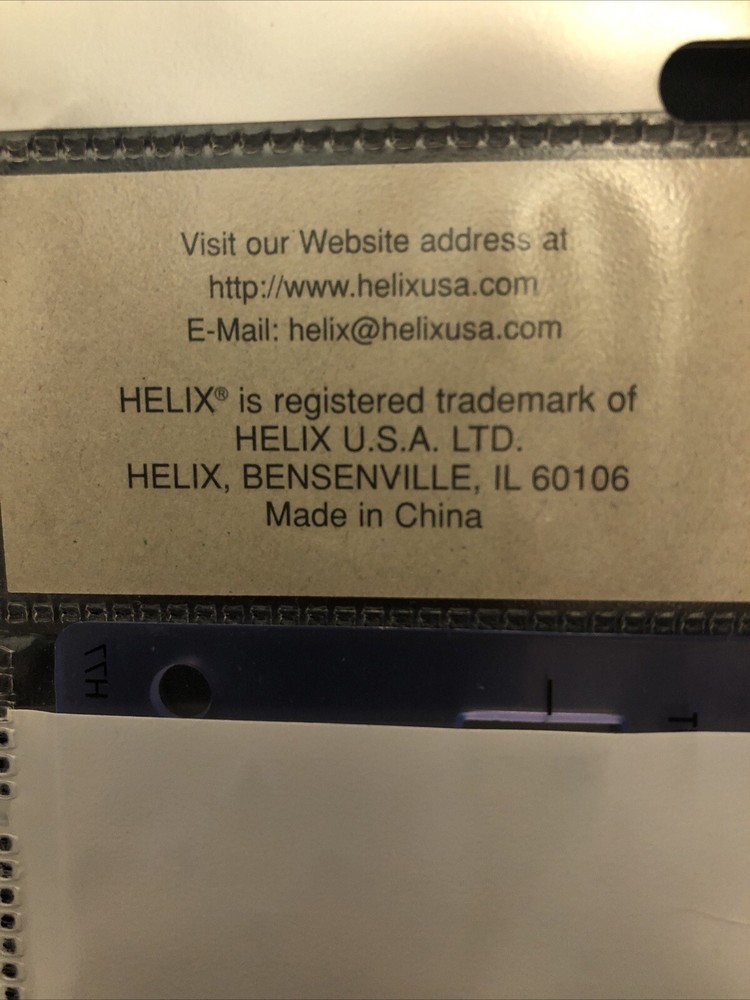 Visit our Website address at
http://www.helixusa.com
E-Mail: helix@helixusa.com
HELIX® is registered trademark of
HELIX U.S.A. LTD.
HELIX, BENSENVILLE, IL 60106
Made in China
H77